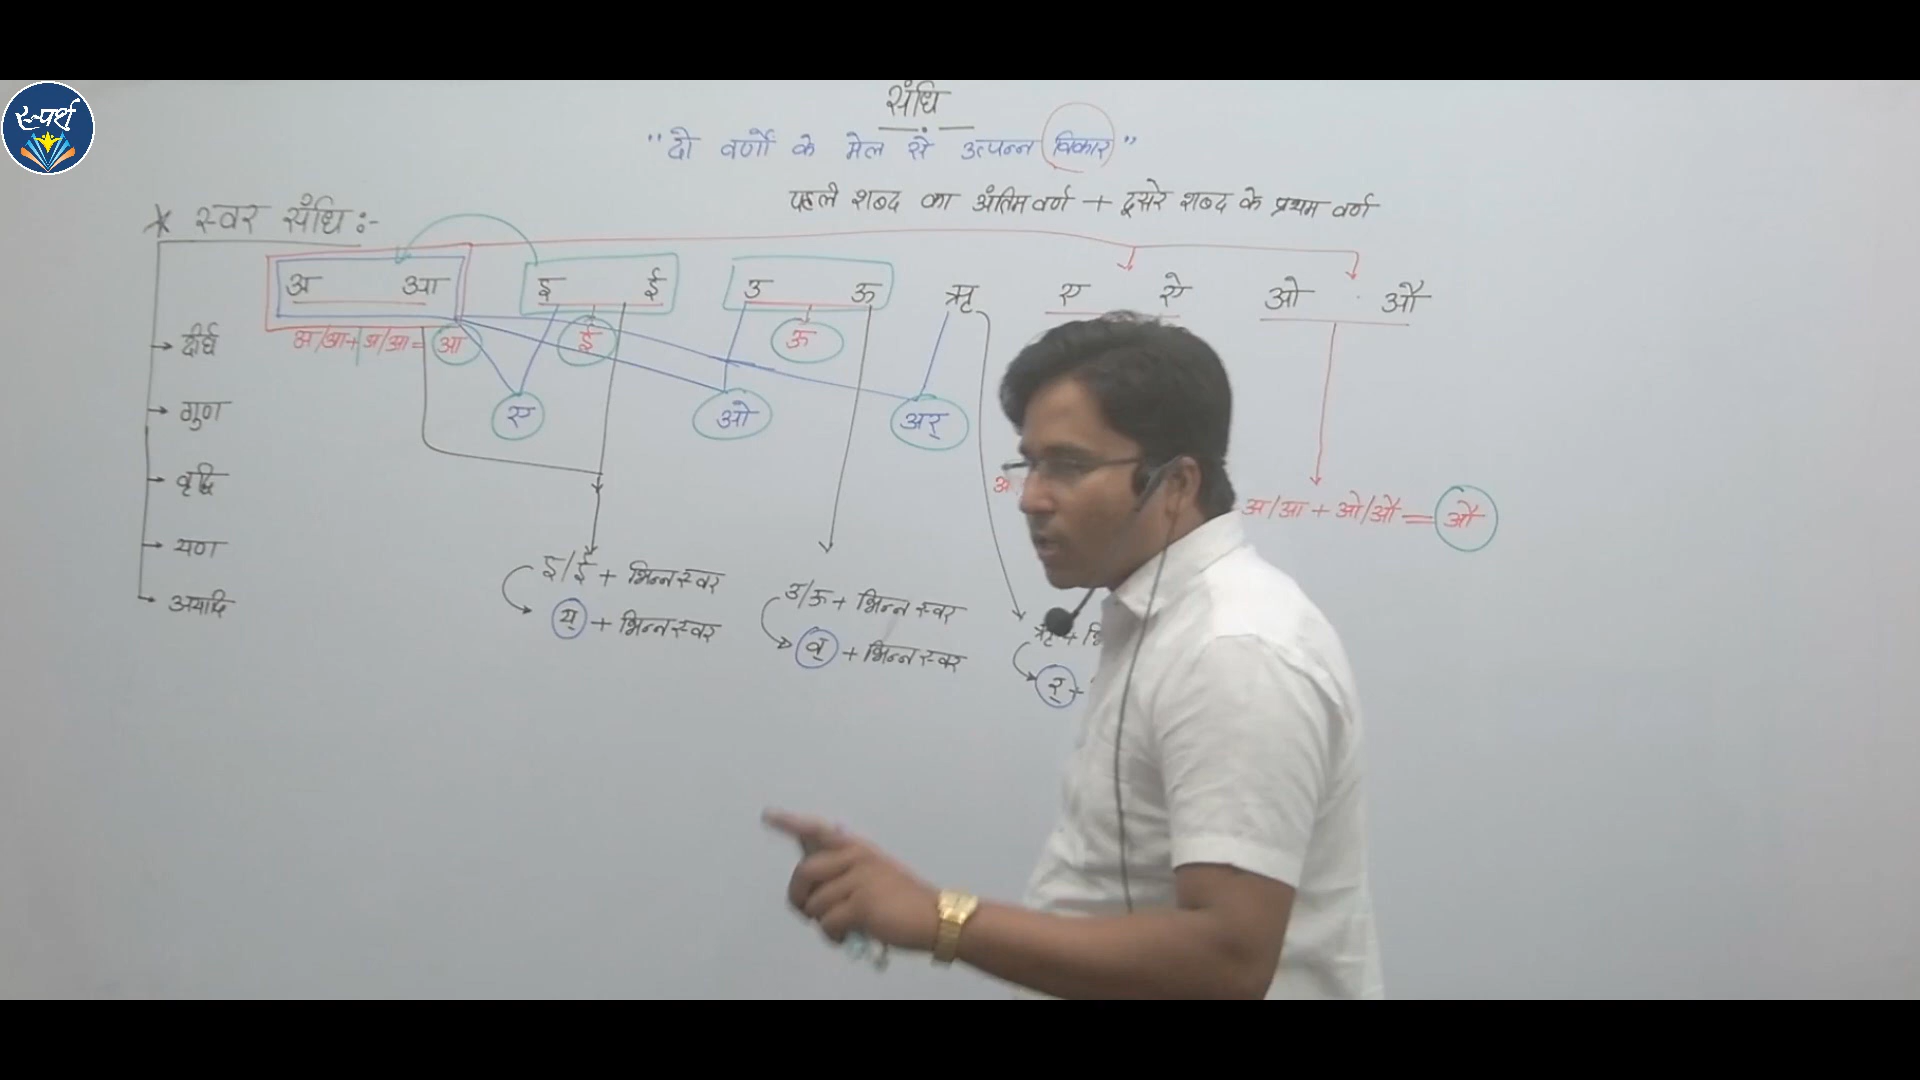 स्पर्श
संधि
"दो वर्णों के मेल से उत्पन्न विकार"
पहले शब्द का अंतिम वर्ण + दूसरे शब्द के प्रथम वर्ण
* स्वर संधि :-
अ आ इ ई उ ऊ ऋ ए ऐ ओ औ
दीर्घ
अ/आ + अ/आ = आ ई ऊ
गुण
ए ओ अर्
वृद्धि
अ
अ/आ + ओ/औ = औ
यण
इ/ई + भिन्न स्वर
उ/ऊ + भिन्न स्वर
अयादि
य् + भिन्न स्वर
ऋ + भि
व् + भिन्न स्वर
र् +